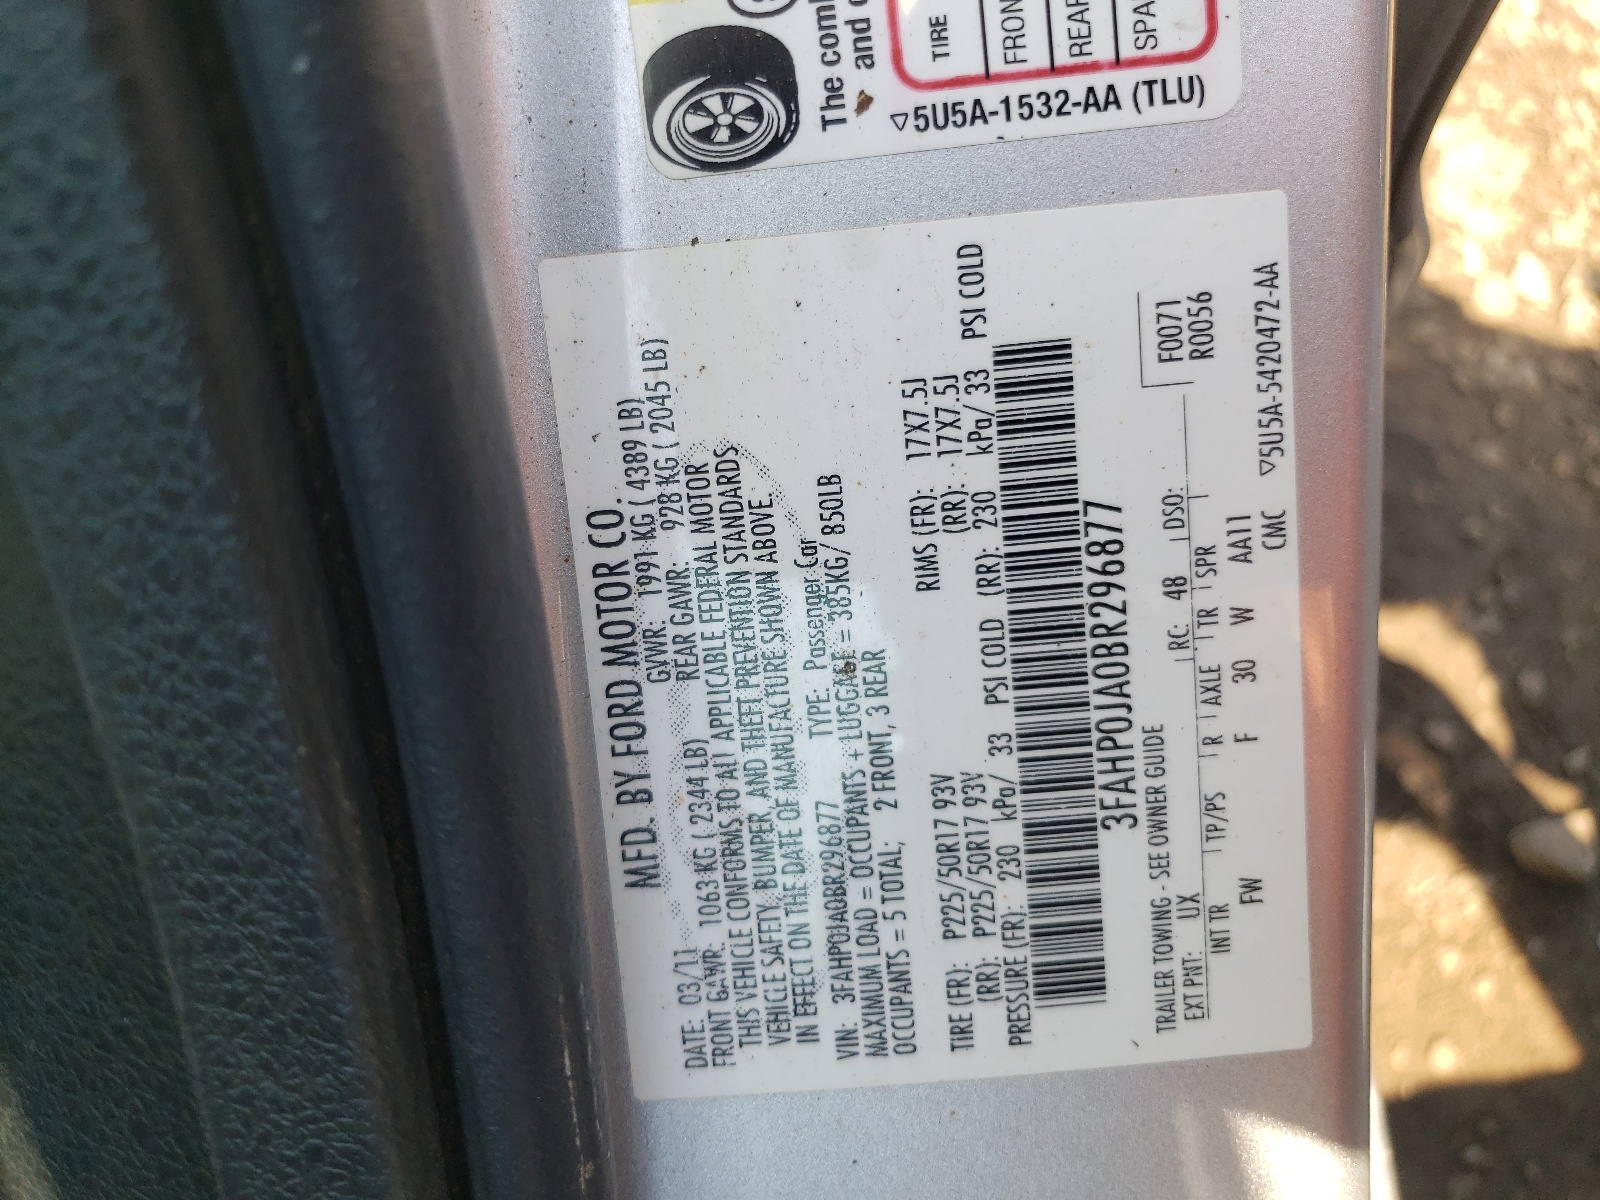 The com
and
TIRE
FRON
REAR
SPA
▽5U5A-1532-AA (TLU)
MFD. BY FORD MOTOR CO.
DATE: 03/11 GVWR: 1991 KG ( 4389 LB)
FRONT GAWR: 1063 KG ( 2344 LB) REAR GAWR: 928 KG ( 2045 LB)
THIS VEHICLE CONFORMS TO ALL APPLICABLE FEDERAL MOTOR
VEHICLE SAFETY, BUMPER, AND THEFT PREVENTION STANDARDS
IN EFFECT ON THE DATE OF MANUFACTURE SHOWN ABOVE.
VIN: 3FAHP0JA0BR296877 TYPE: Passenger Car
MAXIMUM LOAD = OCCUPANTS + LUGGAGE = 385KG/ 850LB
OCCUPANTS = 5 TOTAL; 2 FRONT, 3 REAR
TIRE (FR): P225/50R17 93V RIMS (FR): 17X7.5J
(RR): P225/50R17 93V (RR): 17X7.5J
PRESSURE (FR): 230 kPa/ 33 PSI COLD (RR): 230 kPa/ 33 PSI COLD
3FAHP0JA0BR296877
TRAILER TOWING - SEE OWNER GUIDE
F0071
R0056
EXT PNT: UX RC: 48 DSO:
INT TR TP/PS R AXLE TR SPR
FW F 30 W AA11
CMC
▽5U5A-5420472-AA